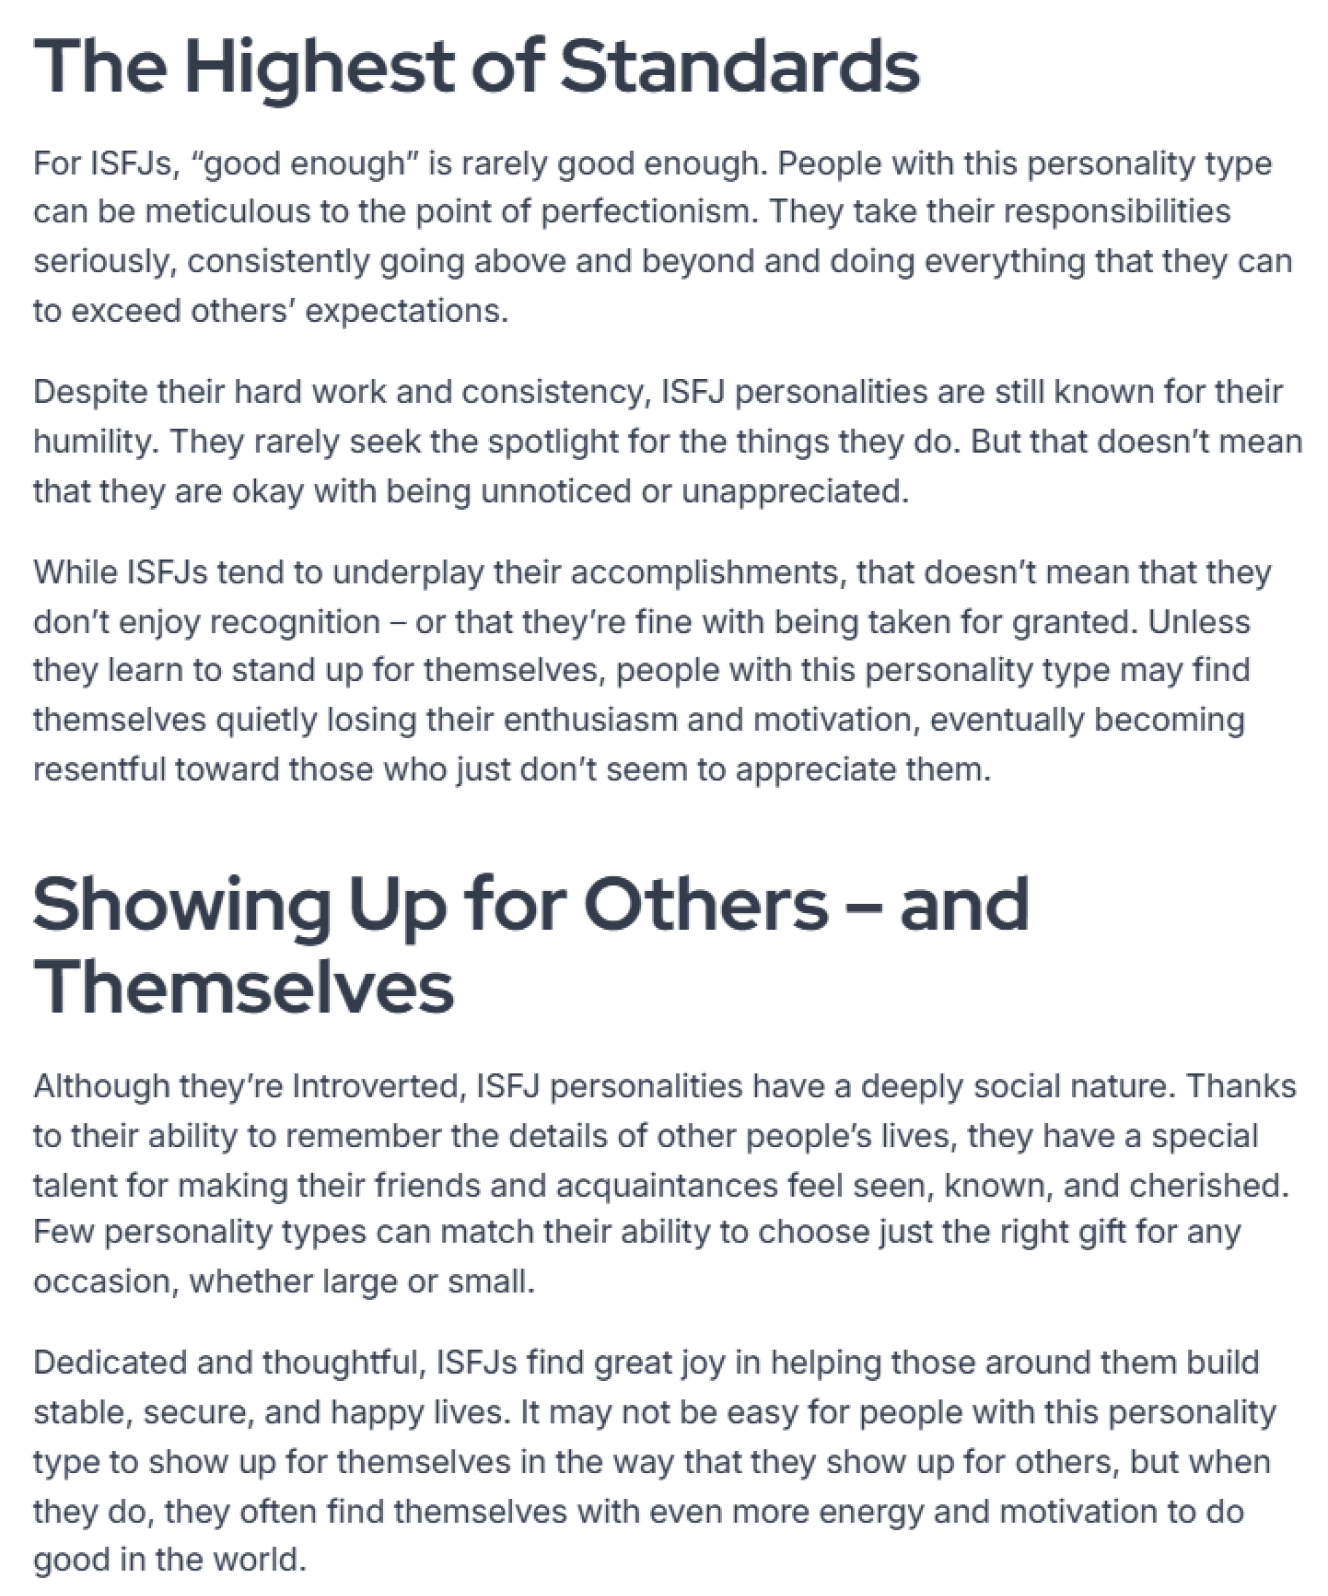 The Highest of Standards
For ISFJs, “good enough” is rarely good enough. People with this personality type
can be meticulous to the point of perfectionism. They take their responsibilities
seriously, consistently going above and beyond and doing everything that they can
to exceed others’ expectations.
Despite their hard work and consistency, ISFJ personalities are still known for their
humility. They rarely seek the spotlight for the things they do. But that doesn’t mean
that they are okay with being unnoticed or unappreciated.
While ISFJs tend to underplay their accomplishments, that doesn’t mean that they
don’t enjoy recognition – or that they’re fine with being taken for granted. Unless
they learn to stand up for themselves, people with this personality type may find
themselves quietly losing their enthusiasm and motivation, eventually becoming
resentful toward those who just don’t seem to appreciate them.
Showing Up for Others – and
Themselves
Although they’re Introverted, ISFJ personalities have a deeply social nature. Thanks
to their ability to remember the details of other people’s lives, they have a special
talent for making their friends and acquaintances feel seen, known, and cherished.
Few personality types can match their ability to choose just the right gift for any
occasion, whether large or small.
Dedicated and thoughtful, ISFJs find great joy in helping those around them build
stable, secure, and happy lives. It may not be easy for people with this personality
type to show up for themselves in the way that they show up for others, but when
they do, they often find themselves with even more energy and motivation to do
good in the world.